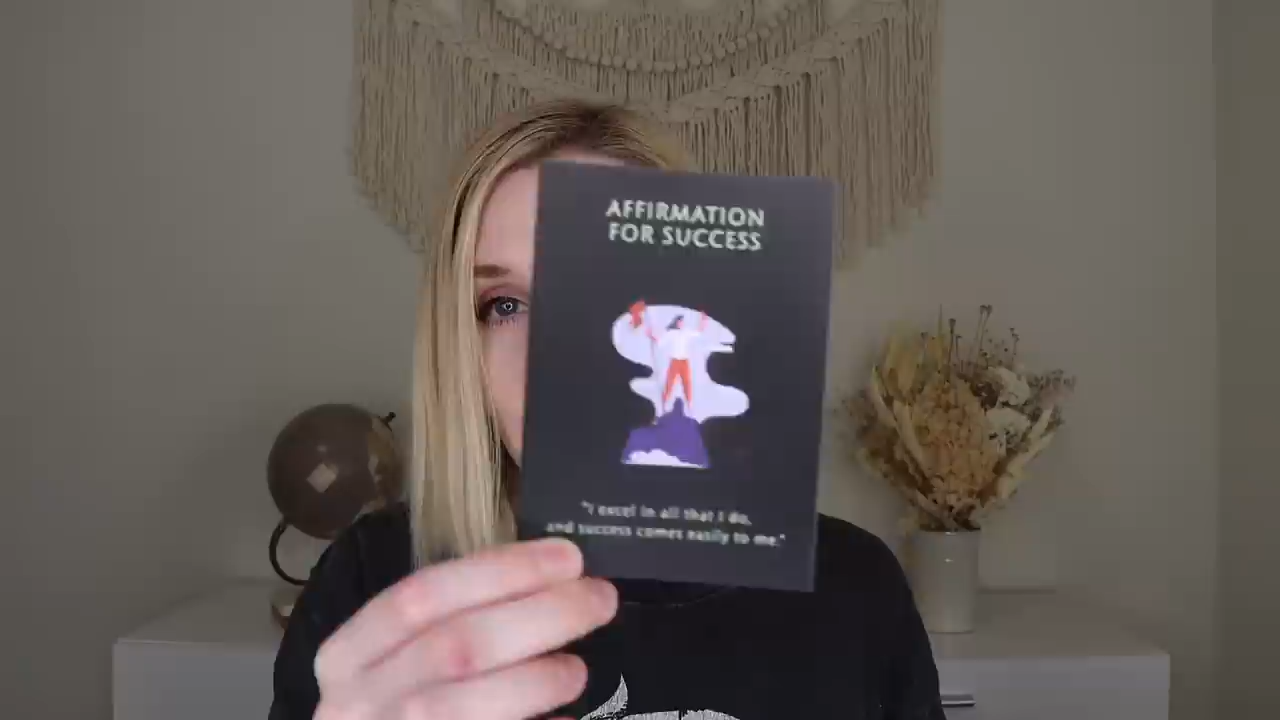 AFFIRMATION
FOR SUCCESS
"I excel in all that I do,
and success comes easily to me."